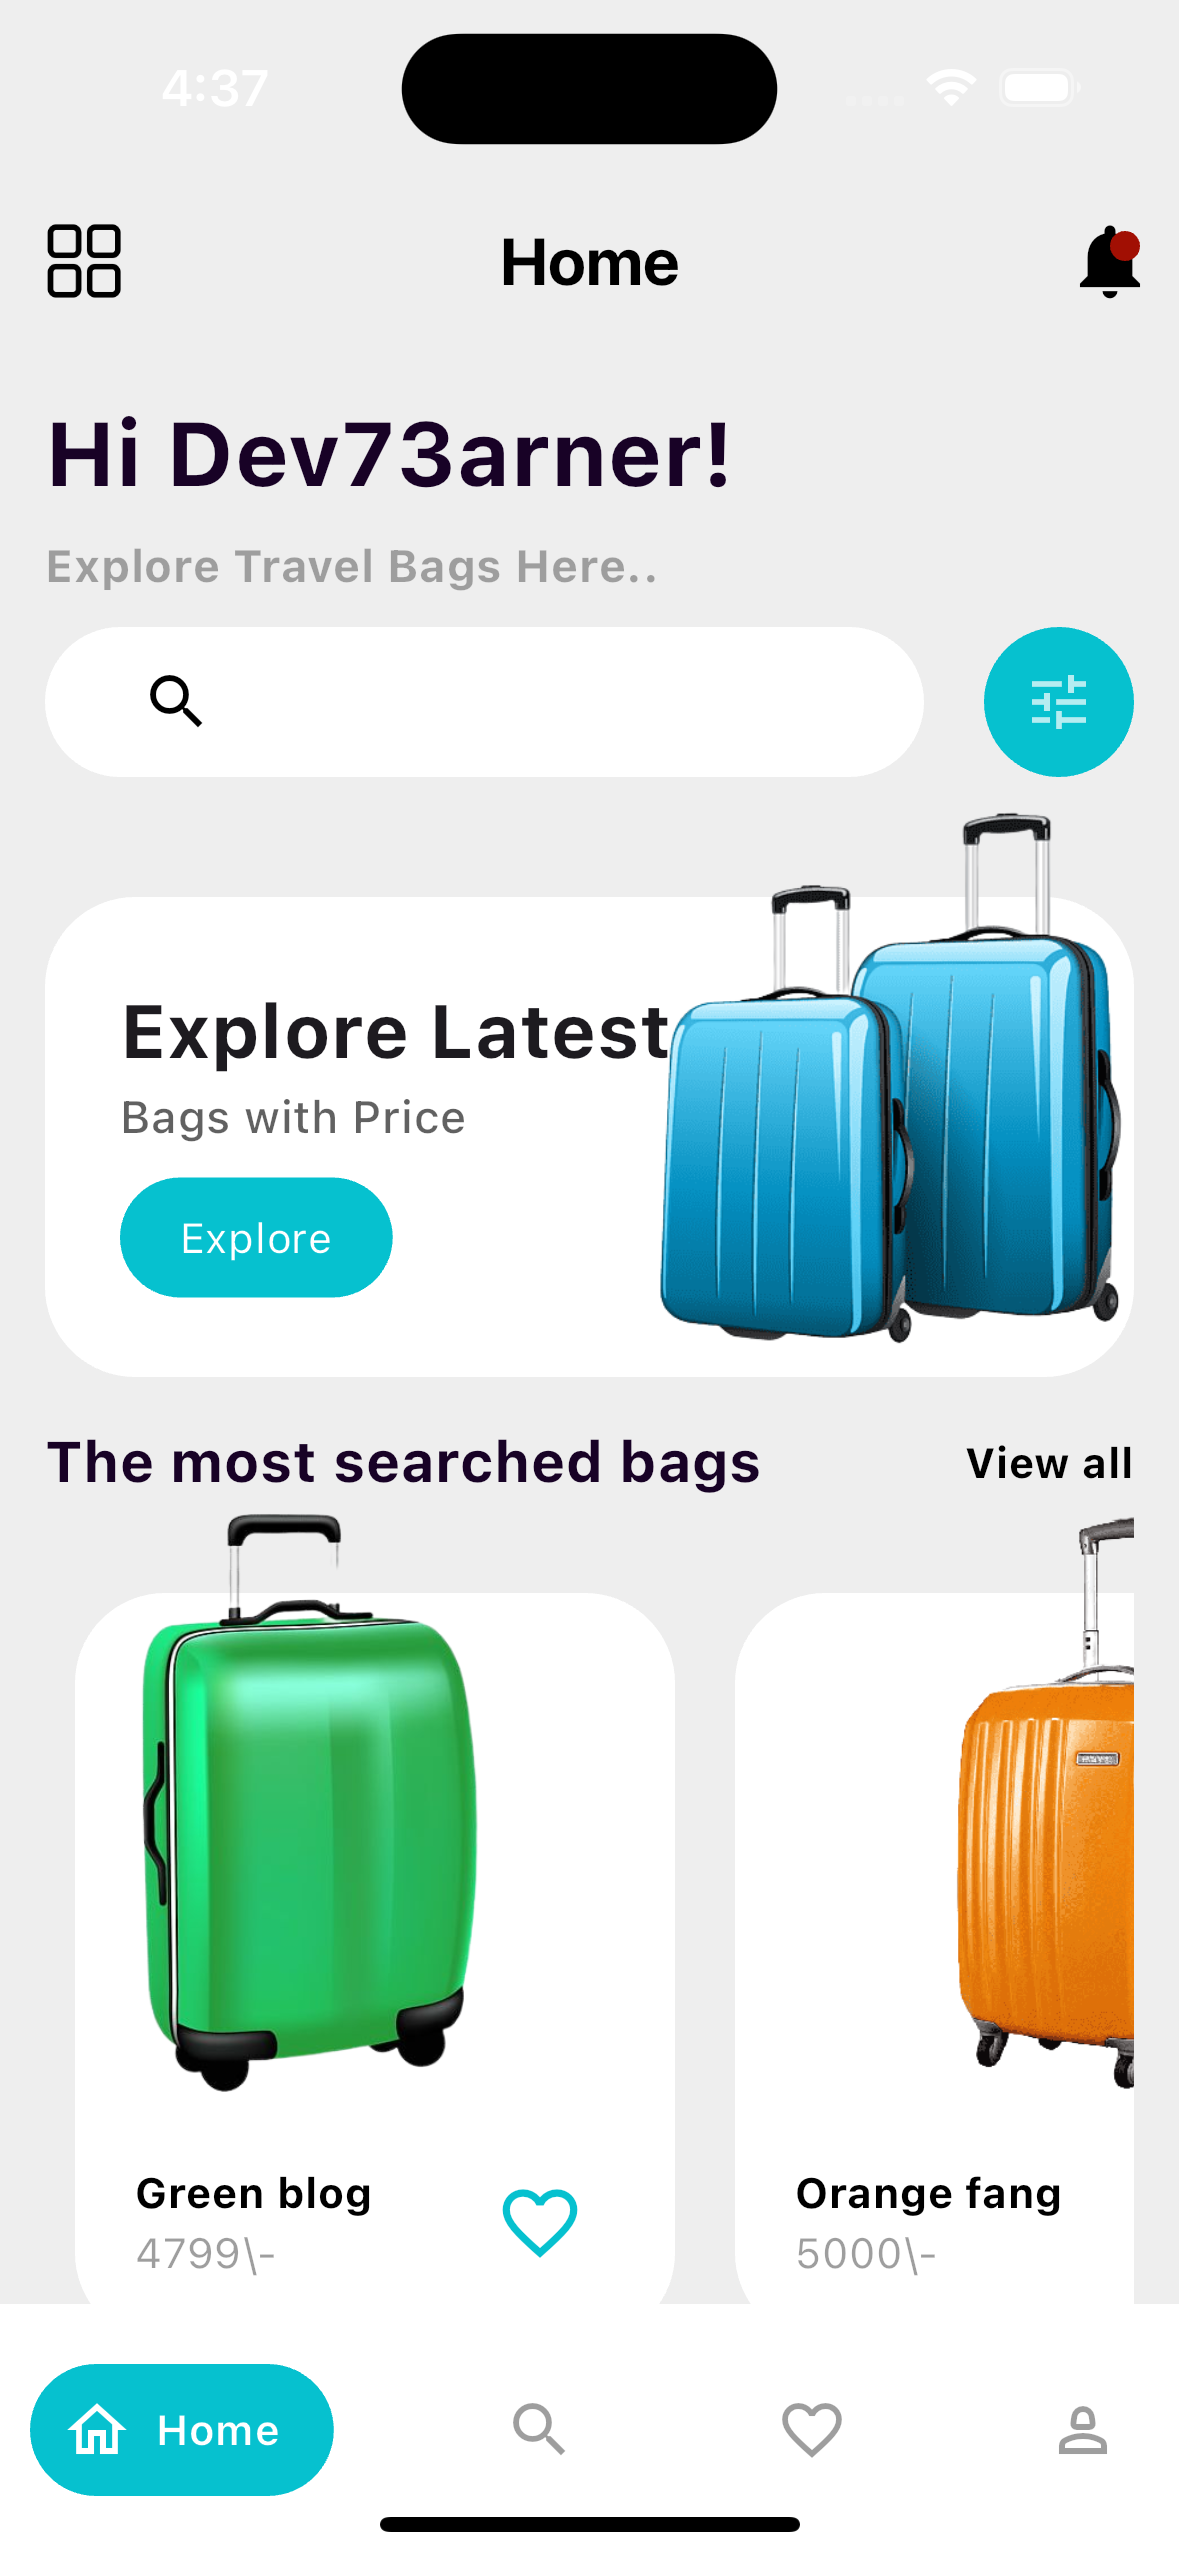 4:37
Home
Hi Dev73arner!
Explore Travel Bags Here..
Explore Latest
Bags with Price
Explore
The most searched bags
View all
Green blog
4799\-
Orange fang
5000\-
Home